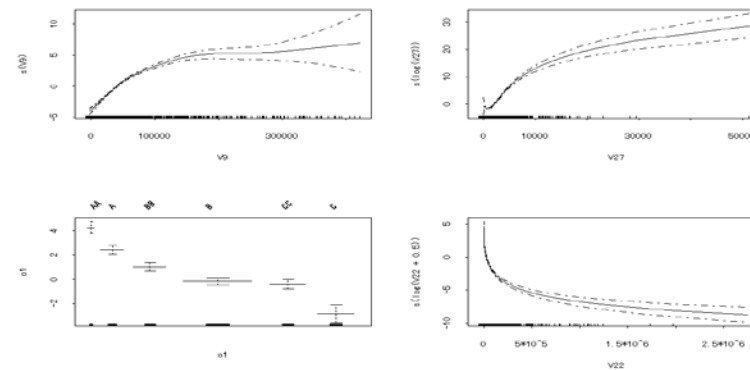 10
5
0
-5
s(V9)
0
100000
300000
V9
30
20
10
0
s(log(V27))
0
10000
30000
50000
V27
AA
A
BB
B
CC
C
4
2
0
-2
o1
o1
5
0
-5
-10
s(log(V22 + 0.5))
0
5*10^5
1.5*10^6
2.5*10^6
V22